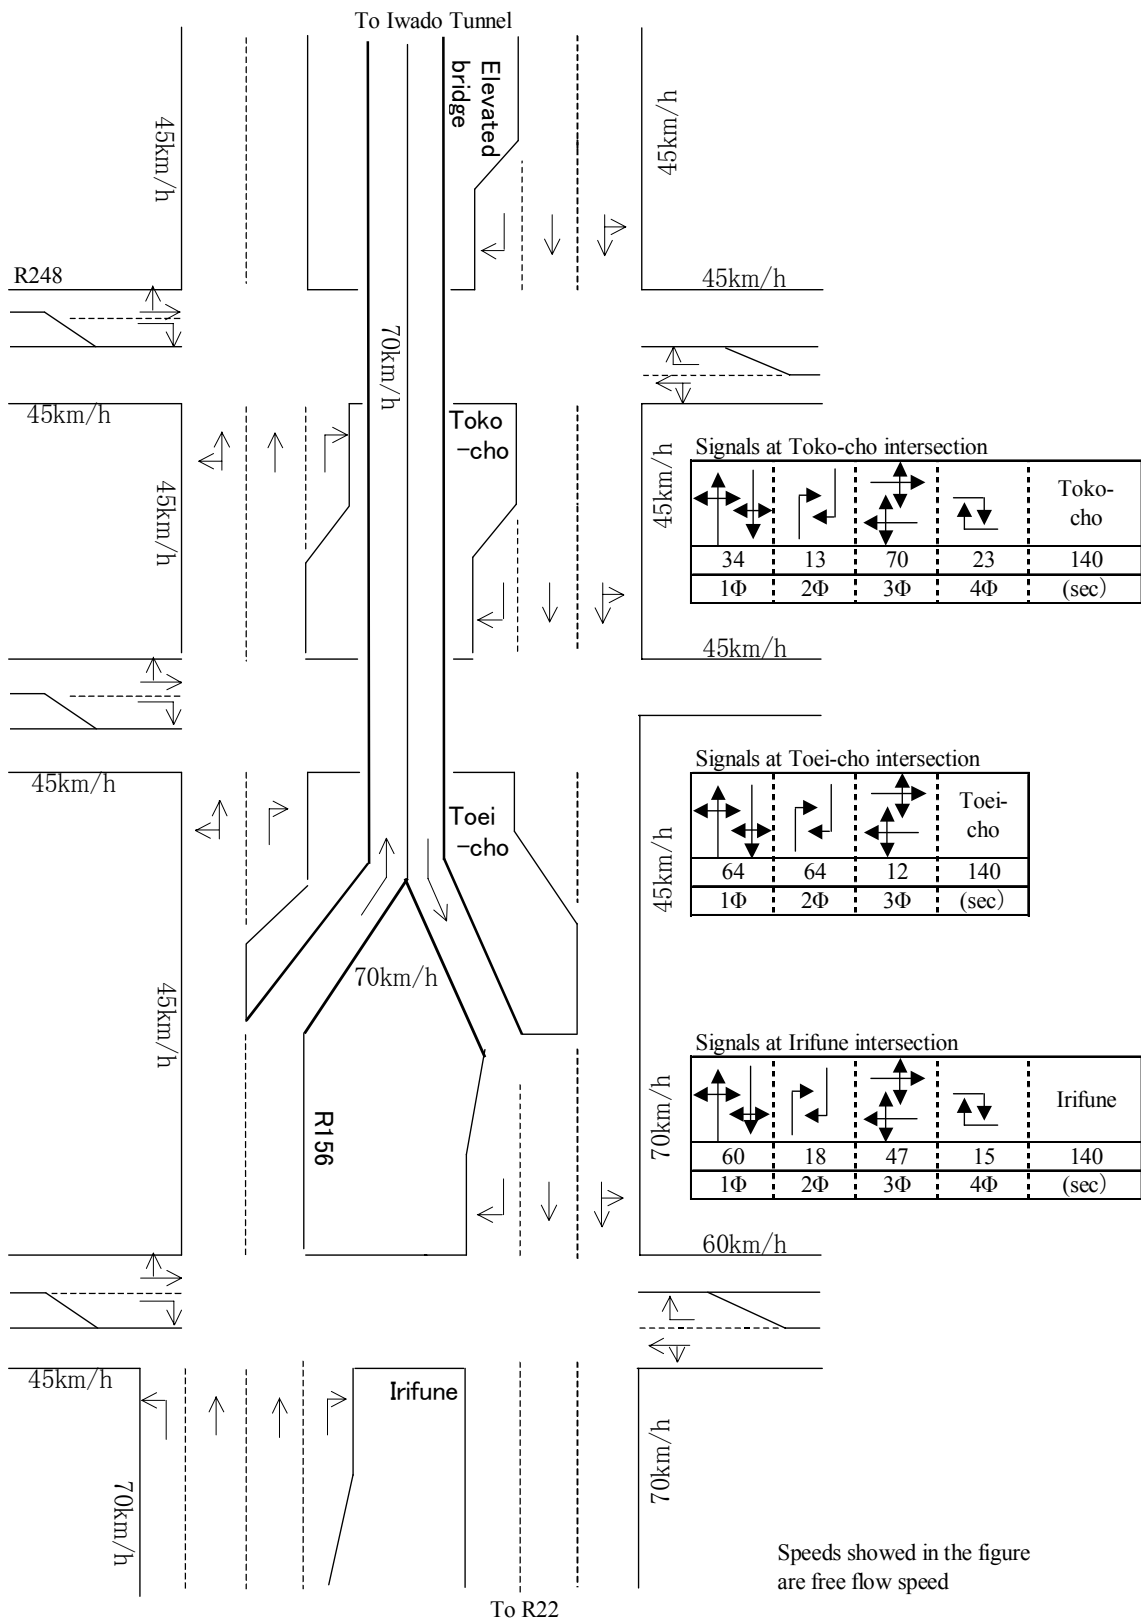 To Iwado Tunnel
Elevated
bridge
45km/h
45km/h
R248
45km/h
70km/h
45km/h
Toko
-cho
45km/h
45km/h
Signals at Toko-cho intersection
Toko-
cho
34 13 70 23 140
1Φ 2Φ 3Φ 4Φ (sec)
45km/h
45km/h
Toei
-cho
45km/h
Signals at Toei-cho intersection
Toei-
cho
64 64 12 140
1Φ 2Φ 3Φ (sec)
70km/h
45km/h
R156
70km/h
Signals at Irifune intersection
Irifune
60 18 47 15 140
1Φ 2Φ 3Φ 4Φ (sec)
60km/h
45km/h
Irifune
70km/h
70km/h
Speeds showed in the figure
are free flow speed
To R22